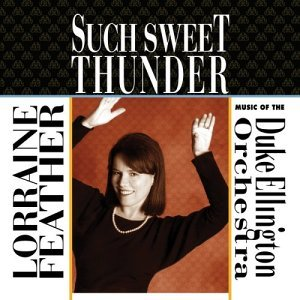 SUCH SWEET
THUNDER
LORRAINE
FEATHER
MUSIC OF THE
Duke Ellington
Orchestra